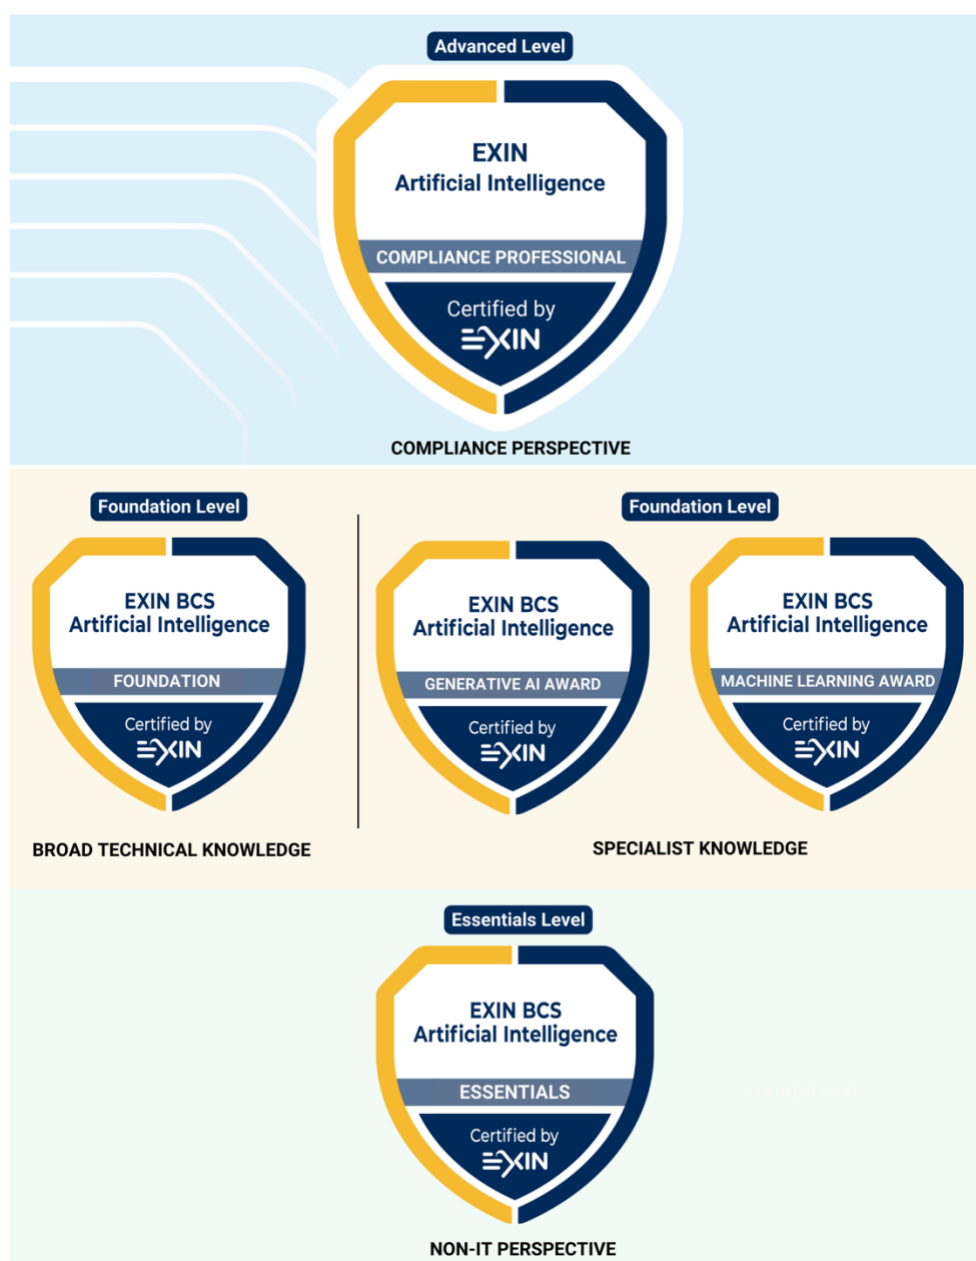 Advanced Level
EXIN
Artificial Intelligence
COMPLIANCE PROFESSIONAL
Certified by
EXIN
COMPLIANCE PERSPECTIVE
Foundation Level
EXIN BCS
Artificial Intelligence
FOUNDATION
Certified by
EXIN
BROAD TECHNICAL KNOWLEDGE
Foundation Level
EXIN BCS
Artificial Intelligence
GENERATIVE AI AWARD
Certified by
EXIN
EXIN BCS
Artificial Intelligence
MACHINE LEARNING AWARD
Certified by
EXIN
SPECIALIST KNOWLEDGE
Essentials Level
EXIN BCS
Artificial Intelligence
ESSENTIALS
Certified by
EXIN
NON-IT PERSPECTIVE